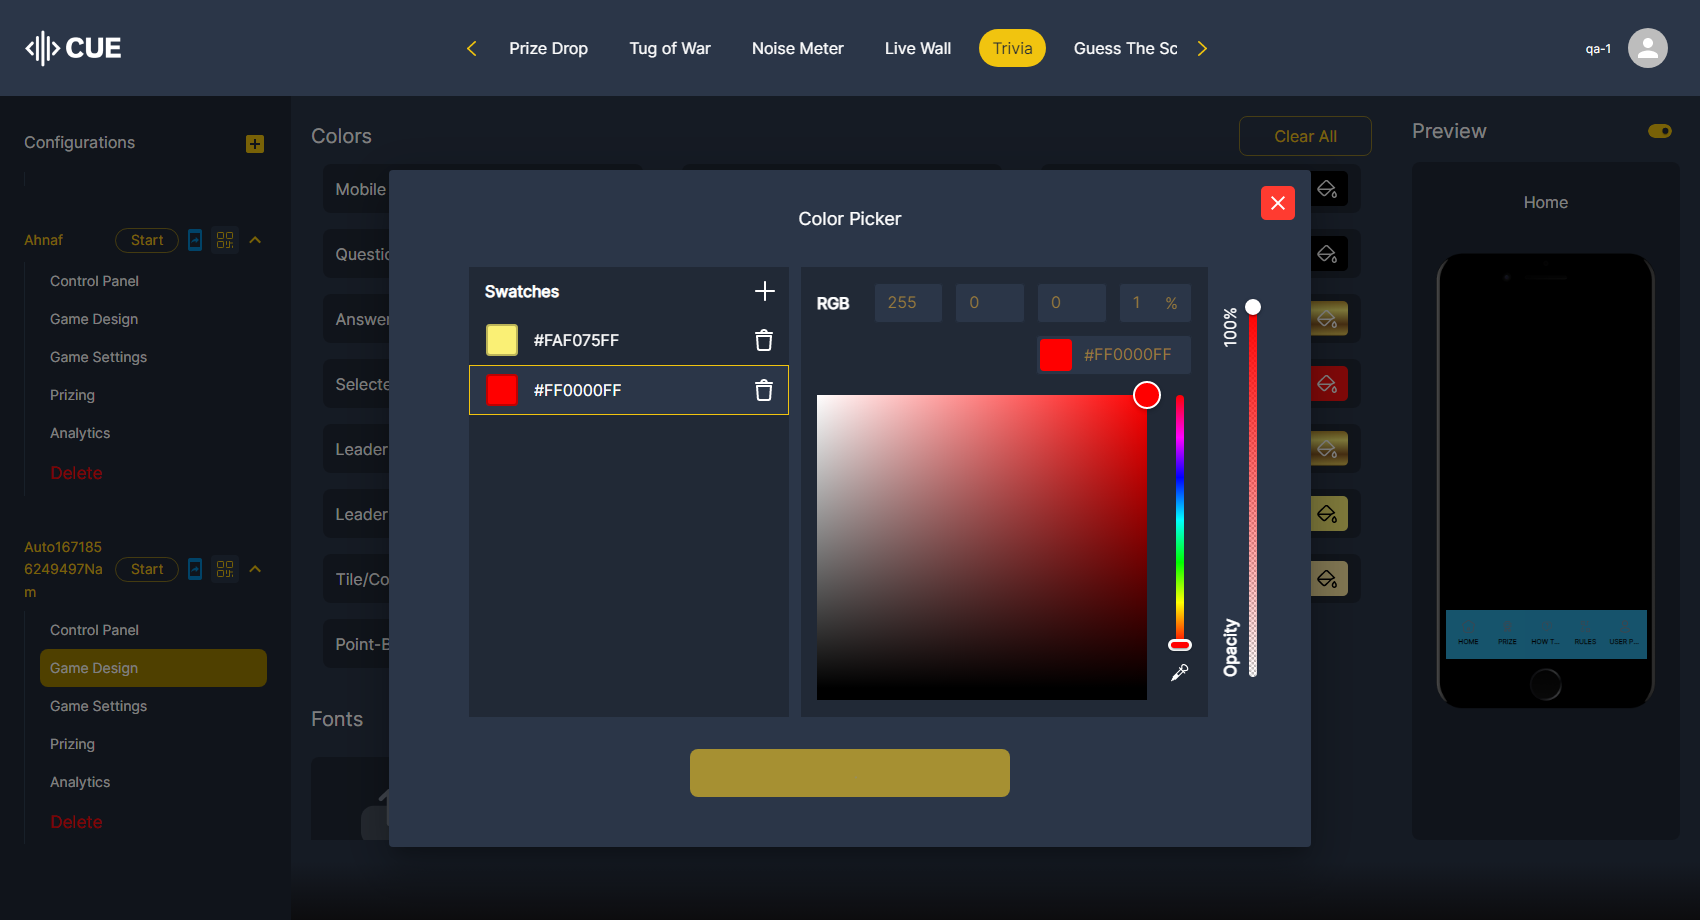 CUE
Prize Drop
Tug of War
Noise Meter
Live Wall
Trivia
Guess The Sc
qa-1
Configurations
Ahnaf
Start
Control Panel
Game Design
Game Settings
Prizing
Analytics
Delete
Auto167185
6249497Na
m
Start
Control Panel
Game Design
Game Settings
Prizing
Analytics
Delete
Colors
Clear All
Mobile
Questic
Answer
Selecte
Leader
Leader
Tile/Co
Point-B
Fonts
Color Picker
Swatches
#FAF075FF
#FF0000FF
RGB
255
0
0
1 %
#FF0000FF
100%
Opacity
Preview
Home
HOME
PRIZE
HOW T...
RULES
USER P...